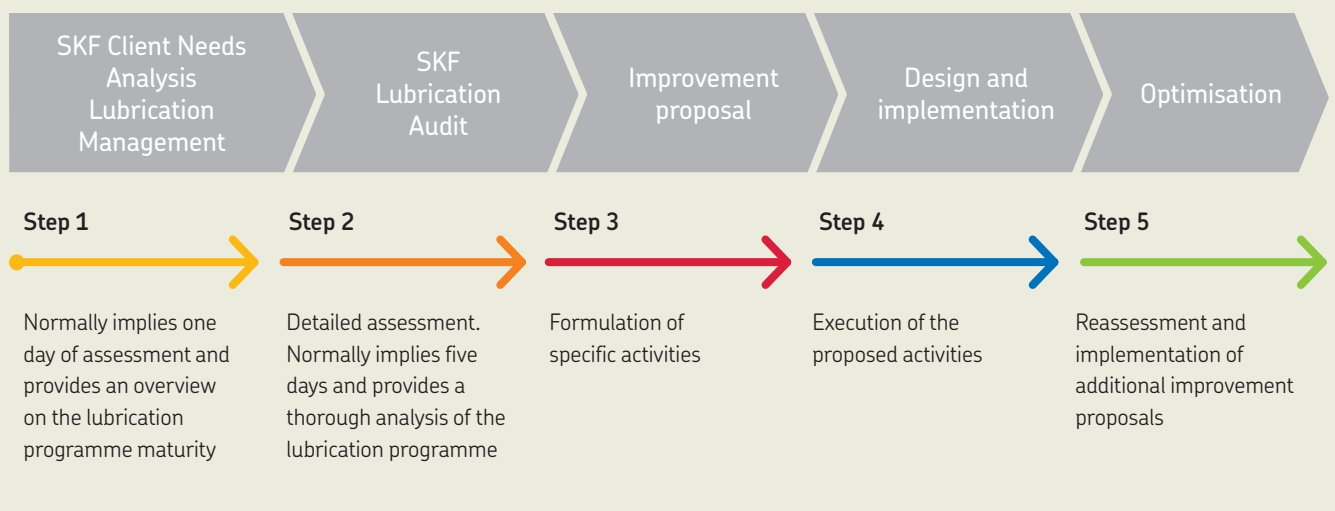 SKF Client Needs
Analysis
Lubrication
Management
SKF
Lubrication
Audit
Improvement
proposal
Design and
implementation
Optimisation
Step 1
Normally implies one
day of assessment and
provides an overview
on the lubrication
programme maturity
Step 2
Detailed assessment.
Normally implies five
days and provides a
thorough analysis of the
lubrication programme
Step 3
Formulation of
specific activities
Step 4
Execution of the
proposed activities
Step 5
Reassessment and
implementation of
additional improvement
proposals